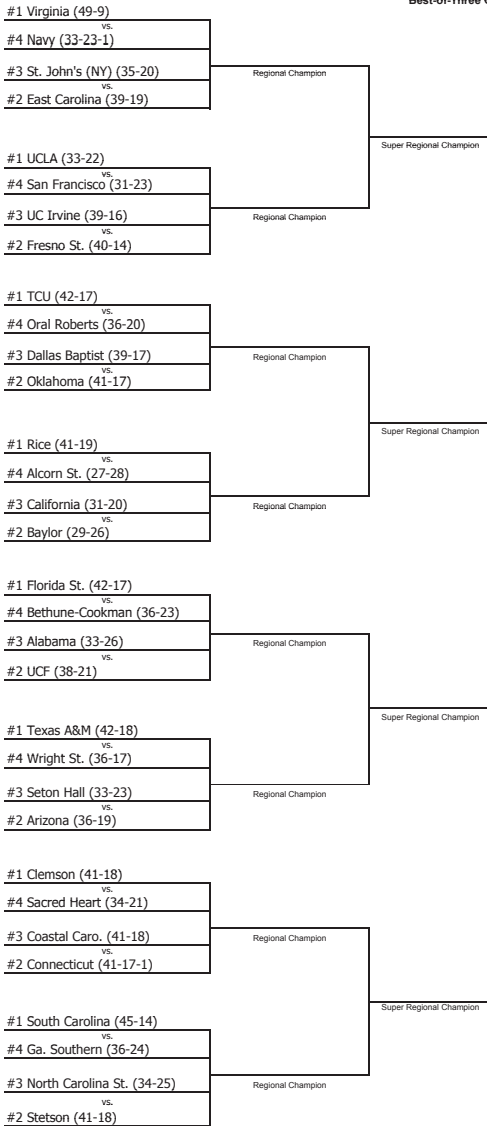 Best-of-Three
#1 Virginia (49-9)
vs.
#4 Navy (33-23-1)
#3 St. John's (NY) (35-20)
Regional Champion
vs.
#2 East Carolina (39-19)
Super Regional Champion
#1 UCLA (33-22)
vs.
#4 San Francisco (31-23)
#3 UC Irvine (39-16)
Regional Champion
vs.
#2 Fresno St. (40-14)
#1 TCU (42-17)
vs.
#4 Oral Roberts (36-20)
#3 Dallas Baptist (39-17)
Regional Champion
vs.
#2 Oklahoma (41-17)
Super Regional Champion
#1 Rice (41-19)
vs.
#4 Alcorn St. (27-28)
#3 California (31-20)
Regional Champion
vs.
#2 Baylor (29-26)
#1 Florida St. (42-17)
vs.
#4 Bethune-Cookman (36-23)
#3 Alabama (33-26)
Regional Champion
vs.
#2 UCF (38-21)
Super Regional Champion
#1 Texas A&M (42-18)
vs.
#4 Wright St. (36-17)
#3 Seton Hall (33-23)
Regional Champion
vs.
#2 Arizona (36-19)
#1 Clemson (41-18)
vs.
#4 Sacred Heart (34-21)
#3 Coastal Caro. (41-18)
Regional Champion
vs.
#2 Connecticut (41-17-1)
Super Regional Champion
#1 South Carolina (45-14)
vs.
#4 Ga. Southern (36-24)
#3 North Carolina St. (34-25)
Regional Champion
vs.
#2 Stetson (41-18)